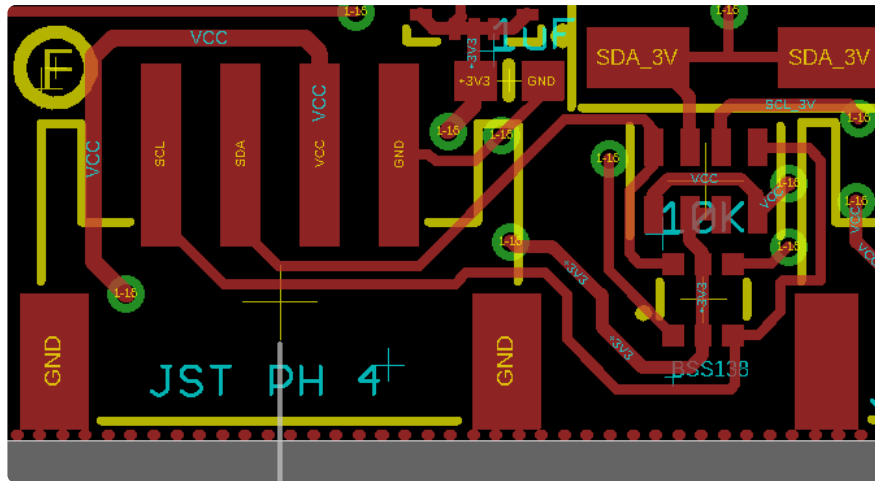 1-16
1-16
VCC
1uF
F
+3V3
SDA_3V
SDA_3V
+3V3
GND
VCC
SCL_3V
1-16
1-16
1-16
VCC
SCL
SDA
VCC
GND
1-16
VCC
1-16
VCC
1-16
10K
VCC
1-16
1-16
VCC
+3V3
1-16
+3V3
GND
GND
+3V3
JST PH 4
BSS138